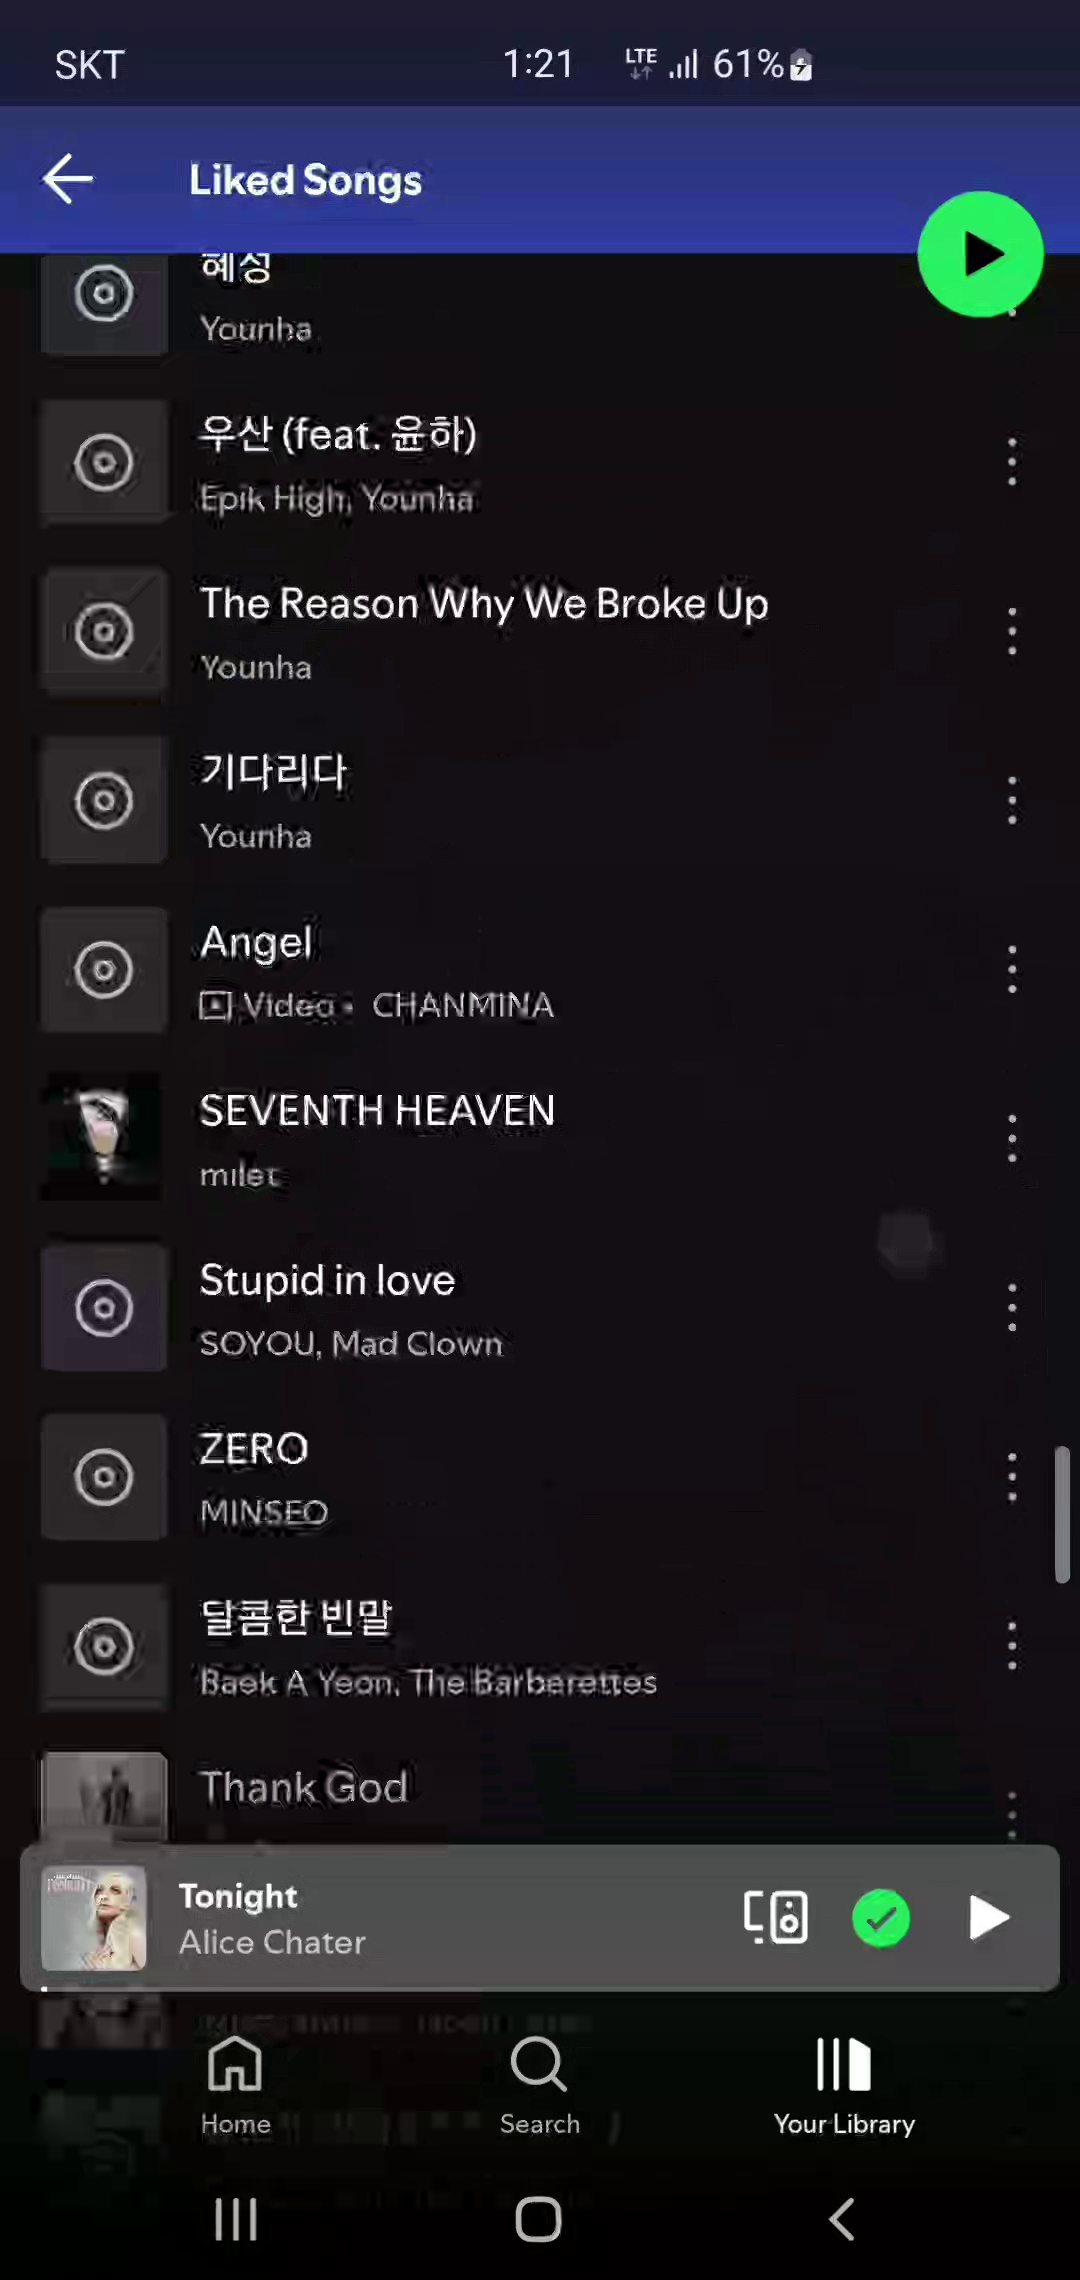 SKT 1:21 LTE 61%
Liked Songs
혜성
Younha
우산 (feat. 윤하)
Epik High, Younha
The Reason Why We Broke Up
Younha
기다리다
Younha
Angel
Video • CHANMINA
SEVENTH HEAVEN
milet
Stupid in love
SOYOU, Mad Clown
ZERO
MINSEO
달콤한 빈말
Baek A Yeon, The Barberettes
Thank God
Tonight
Alice Chater
Home Search Your Library